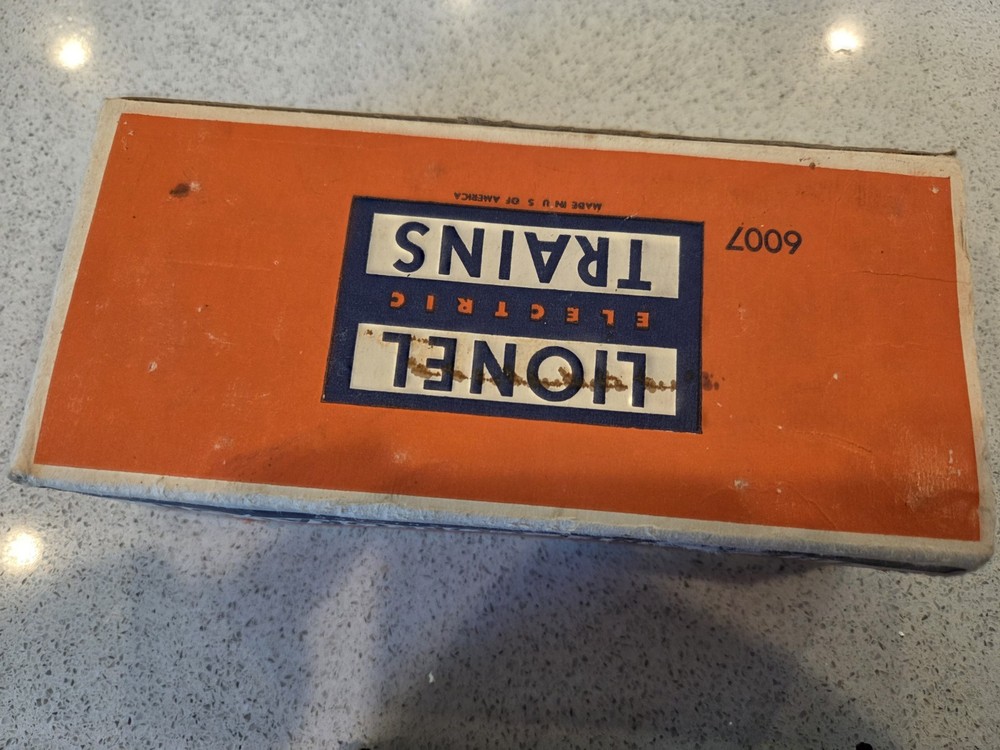 LIONEL
ELECTRIC
TRAINS
MADE IN U S OF AMERICA
6007